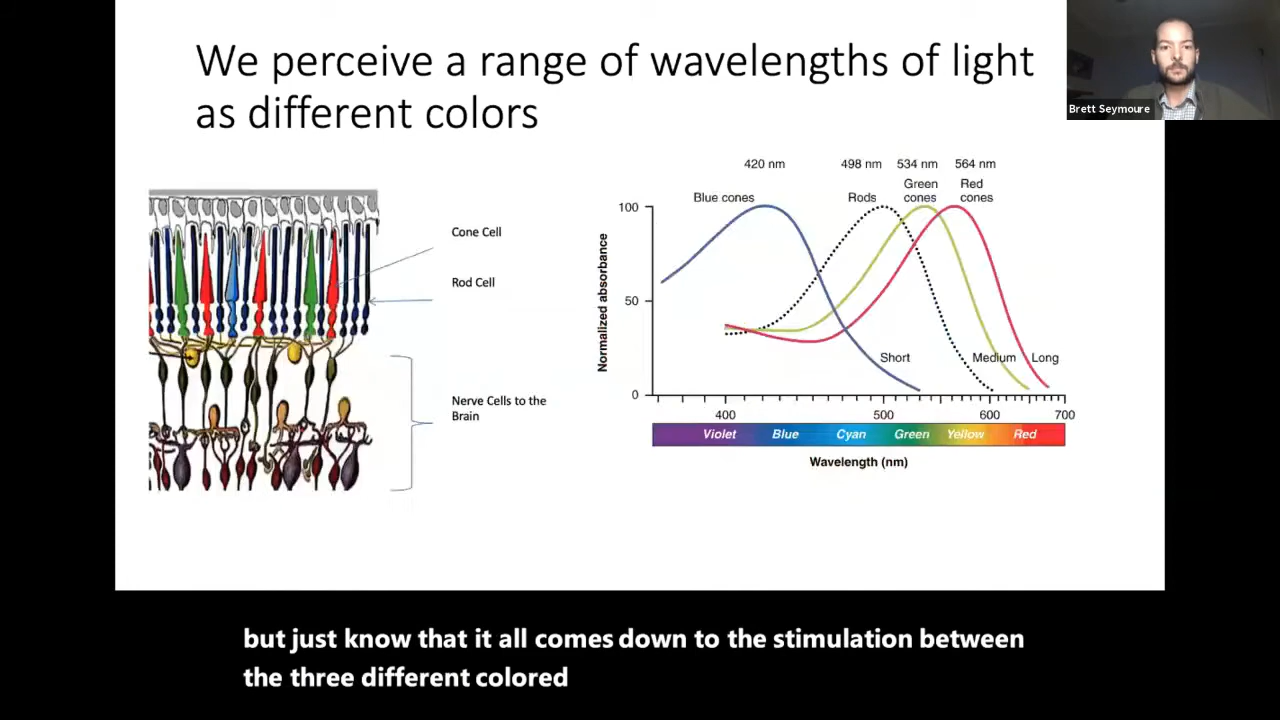 We perceive a range of wavelengths of light
as different colors
Brett Seymoure
Cone Cell
Rod Cell
Nerve Cells to the
Brain
420 nm
498 nm
534 nm
564 nm
Blue cones
Rods
Green
cones
Red
cones
100
50
0
Normalized absorbance
Short
Medium
Long
400
500
600
700
Violet
Blue
Cyan
Green
Yellow
Red
Wavelength (nm)
but just know that it all comes down to the stimulation between
the three different colored